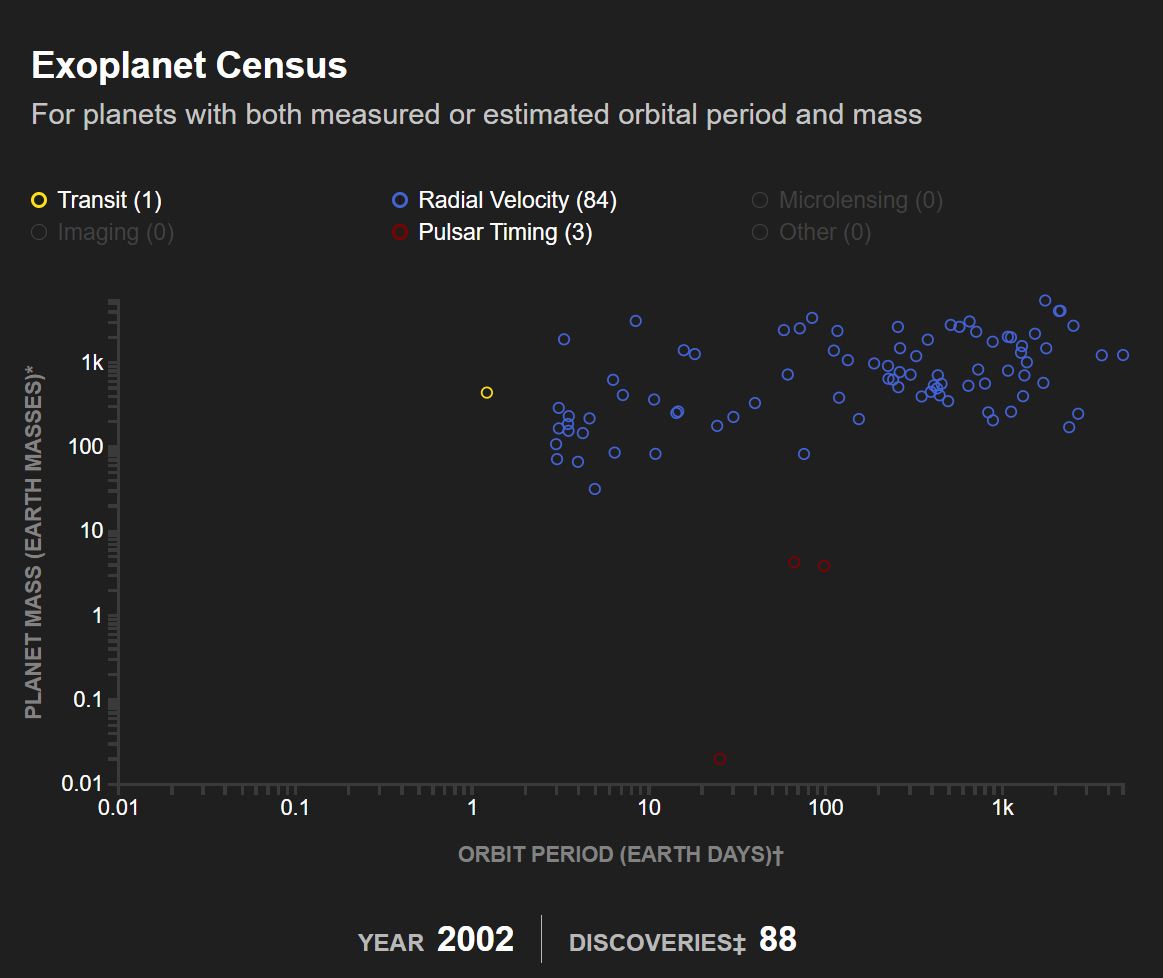 Exoplanet Census
For planets with both measured or estimated orbital period and mass
Transit (1)
Radial Velocity (84)
Microlensing (0)
Imaging (0)
Pulsar Timing (3)
Other (0)
PLANET MASS (EARTH MASSES)*
1k
100
10
1
0.1
0.01
0.01 0.1 1 10 100 1k
ORBIT PERIOD (EARTH DAYS)†
YEAR 2002 DISCOVERIES‡ 88